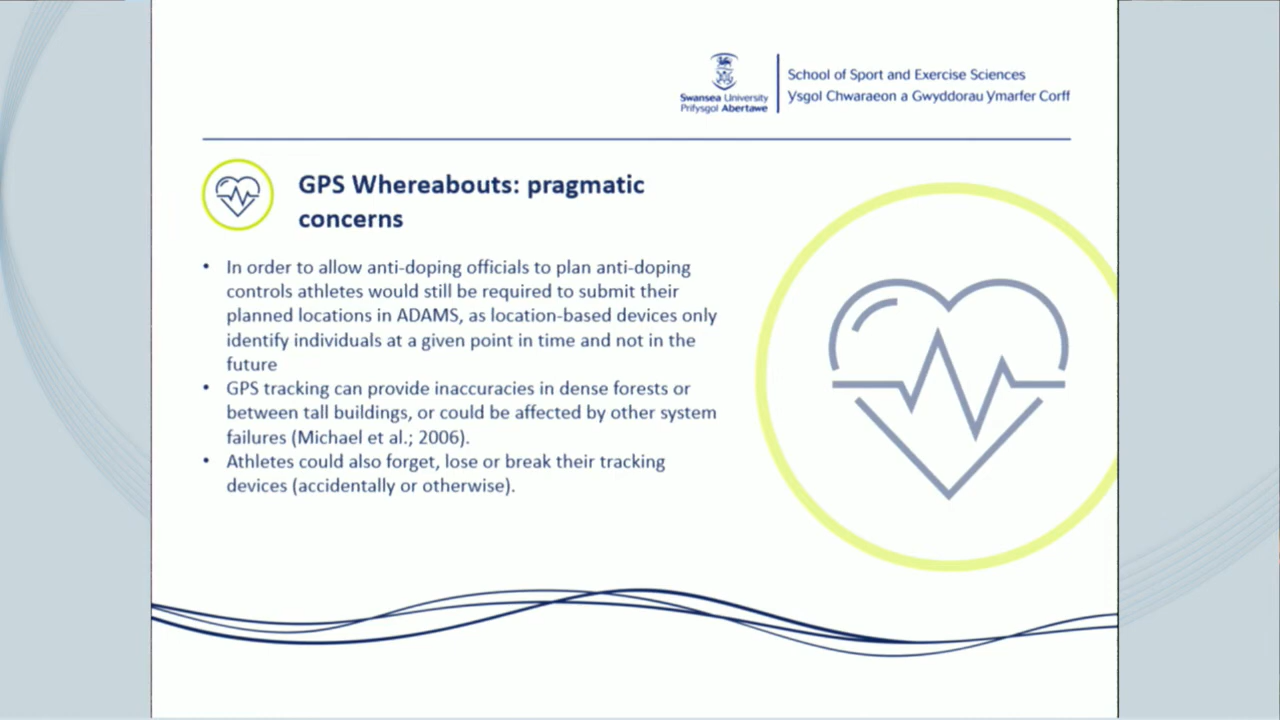 Swansea University
Prifysgol Abertawe
School of Sport and Exercise Sciences
Ysgol Chwaraeon a Gwyddorau Ymarfer Corff
GPS Whereabouts: pragmatic
concerns
• In order to allow anti-doping officials to plan anti-doping
controls athletes would still be required to submit their
planned locations in ADAMS, as location-based devices only
identify individuals at a given point in time and not in the
future
• GPS tracking can provide inaccuracies in dense forests or
between tall buildings, or could be affected by other system
failures (Michael et al.; 2006).
• Athletes could also forget, lose or break their tracking
devices (accidentally or otherwise).